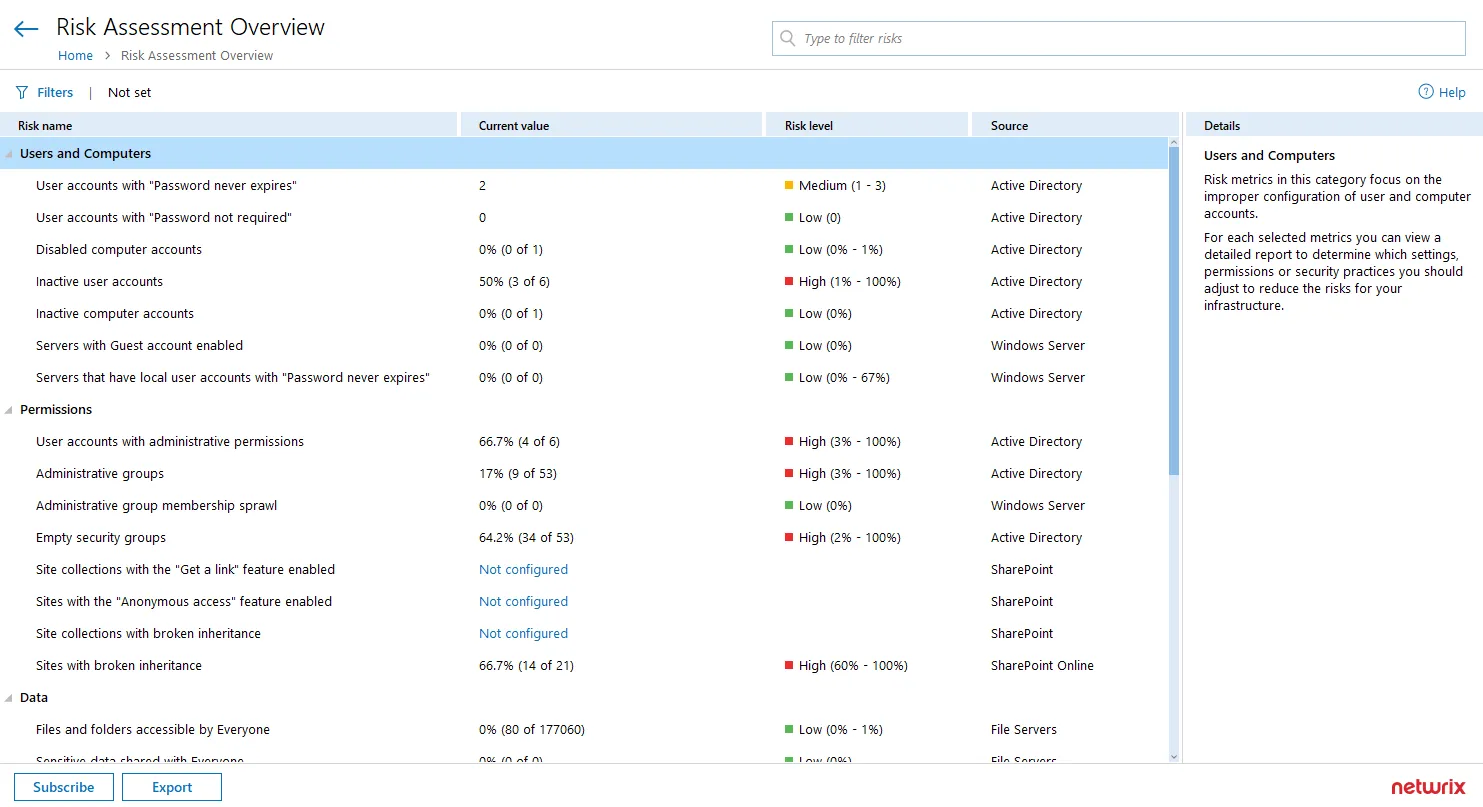 Risk Assessment Overview
Type to filter risks
Home > Risk Assessment Overview
Filters | Not set
Help
Risk name Current value Risk level Source Details
Users and Computers
User accounts with "Password never expires" 2 Medium (1 - 3) Active Directory
User accounts with "Password not required" 0 Low (0) Active Directory
Disabled computer accounts 0% (0 of 1) Low (0% - 1%) Active Directory
Inactive user accounts 50% (3 of 6) High (1% - 100%) Active Directory
Inactive computer accounts 0% (0 of 1) Low (0%) Active Directory
Servers with Guest account enabled 0% (0 of 0) Low (0%) Windows Server
Servers that have local user accounts with "Password never expires" 0% (0 of 0) Low (0% - 67%) Windows Server
Permissions
User accounts with administrative permissions 66.7% (4 of 6) High (3% - 100%) Active Directory
Administrative groups 17% (9 of 53) High (3% - 100%) Active Directory
Administrative group membership sprawl 0% (0 of 0) Low (0%) Windows Server
Empty security groups 64.2% (34 of 53) High (2% - 100%) Active Directory
Site collections with the "Get a link" feature enabled Not configured SharePoint
Sites with the "Anonymous access" feature enabled Not configured SharePoint
Site collections with broken inheritance Not configured SharePoint
Sites with broken inheritance 66.7% (14 of 21) High (60% - 100%) SharePoint Online
Data
Files and folders accessible by Everyone 0% (80 of 177060) Low (0% - 1%) File Servers
Sensitive data shared with Everyone 0% (0 of 0) Low (0%) File Servers
Users and Computers
Risk metrics in this category focus on the
improper configuration of user and computer
accounts.
For each selected metrics you can view a
detailed report to determine which settings,
permissions or security practices you should
adjust to reduce the risks for your
infrastructure.
Subscribe Export
netwrix